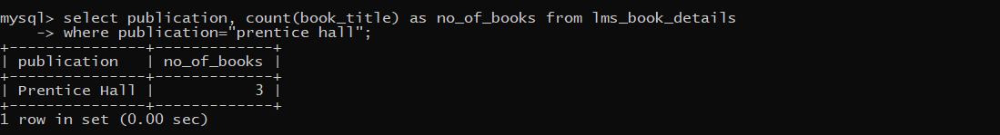 mysql> select publication, count(book_title) as no_of_books from lms_book_details
    -> where publication="prentice hall";
+---------------+-------------+
| publication   | no_of_books |
+---------------+-------------+
| Prentice Hall |           3 |
+---------------+-------------+
1 row in set (0.00 sec)